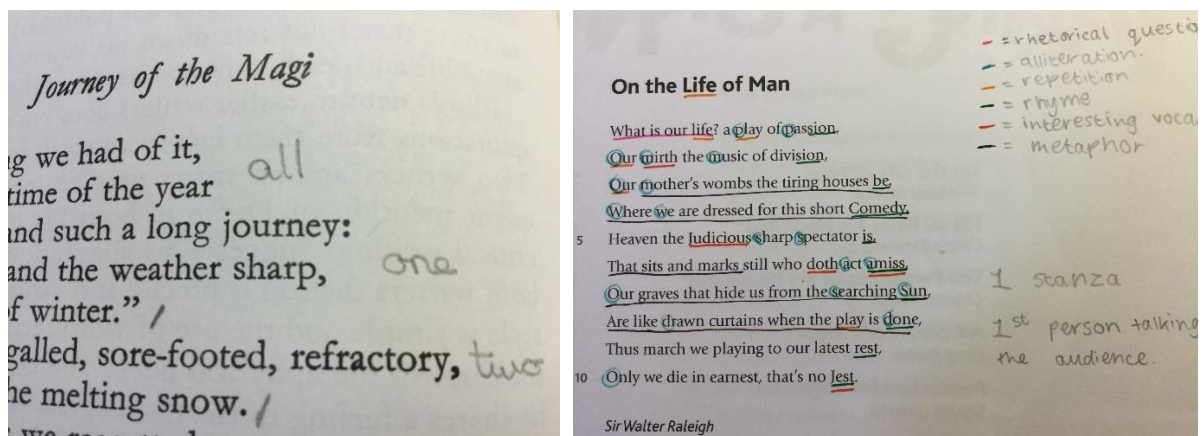 Journey of the Magi
g we had of it,
all
time of the year
and such a long journey:
and the weather sharp,
one
f winter.” /
galled, sore-footed, refractory,
two
he melting snow. /
On the Life of Man
What is our life? a play of passion,
Our mirth the music of division,
Our mother's wombs the tiring houses be,
Where we are dressed for this short Comedy,
5 Heaven the Judicious sharp spectator is,
That sits and marks still who doth act amiss,
Our graves that hide us from the searching Sun,
Are like drawn curtains when the play is done,
Thus march we playing to our latest rest,
10 Only we die in earnest, that's no Jest.
Sir Walter Raleigh
- = rhetorical questio
- = alliteration.
- = repetition
- = rhyme
- = interesting voca
- = metaphor
1 stanza
1st person talking
the audience.